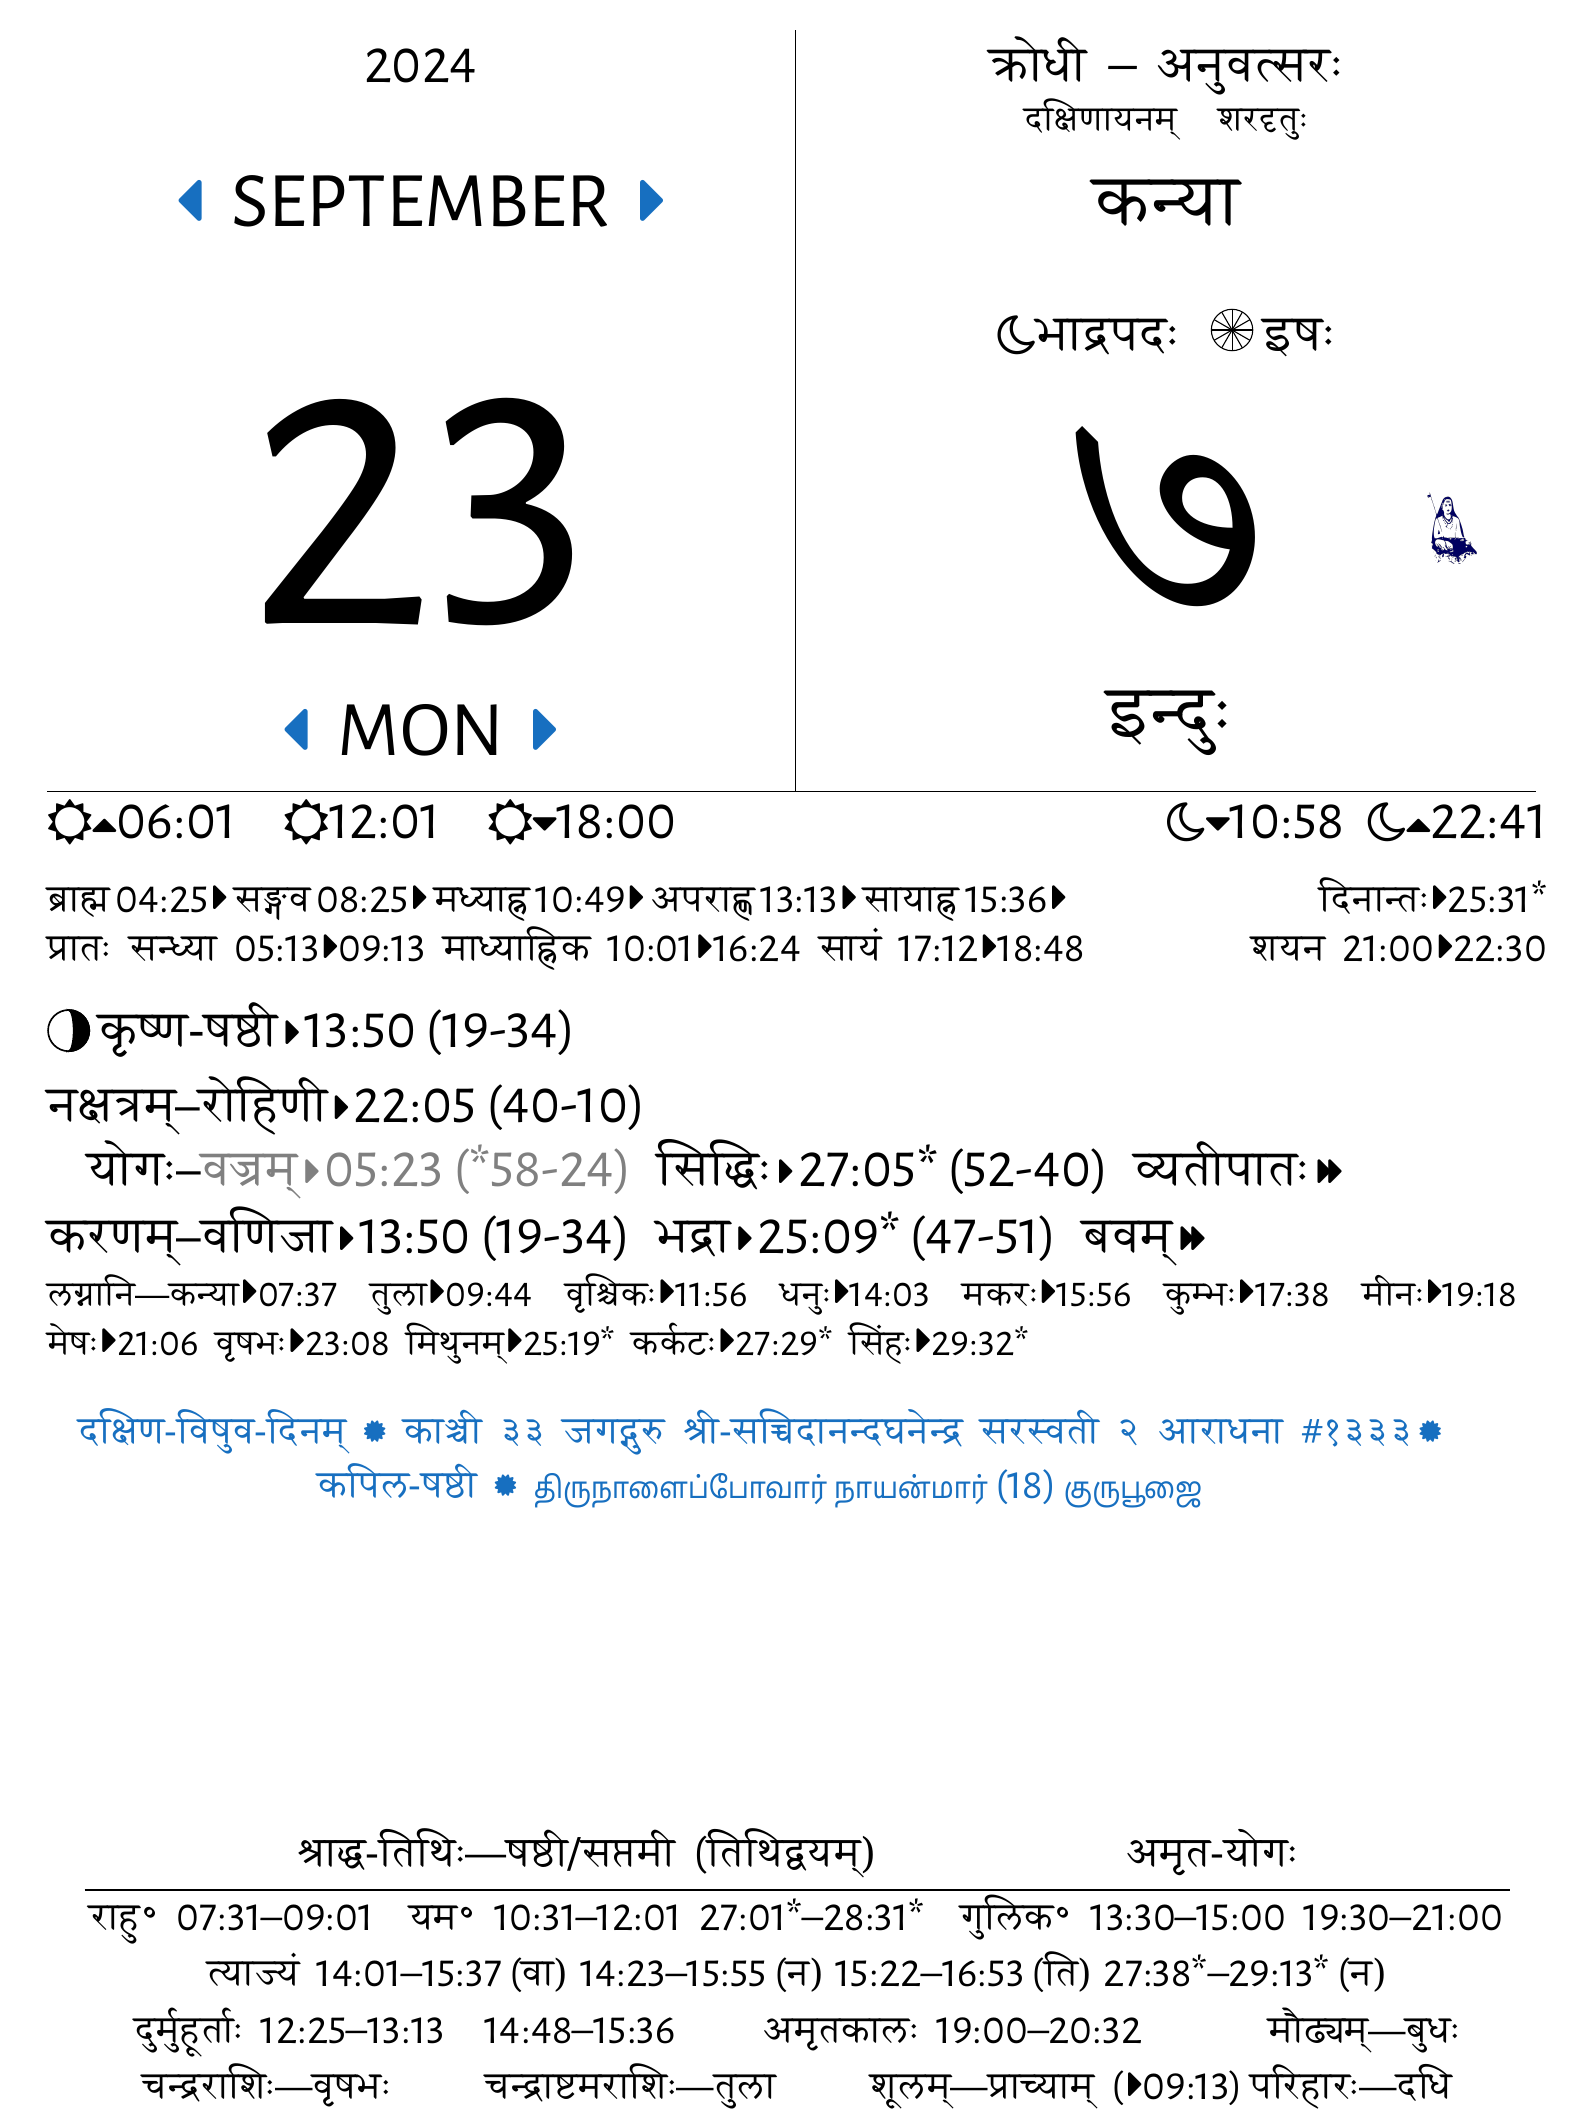 2024
SEPTEMBER
23
MON
क्रोधी – अनुवत्सरः
दक्षिणायनम् शरदृतुः
कन्या
भाद्रपदः इषः
७
इन्दुः
06:01 12:01 18:00 10:58 22:41
ब्राह्म 04:25 सङ्गव 08:25 मध्याह्न 10:49 अपराह्ण 13:13 सायाह्न 15:36 दिनान्तः 25:31*
प्रातः सन्ध्या 05:13 09:13 माध्याह्निक 10:01 16:24 सायं 17:12 18:48 शयन 21:00 22:30
कृष्ण-षष्ठी 13:50 (19-34)
नक्षत्रम्–रोहिणी 22:05 (40-10)
योगः–वज्रम् 05:23 (*58-24) सिद्धिः 27:05* (52-40) व्यतीपातः
करणम्–वणिजा 13:50 (19-34) भद्रा 25:09* (47-51) बवम्
लग्नानि—कन्या 07:37 तुला 09:44 वृश्चिकः 11:56 धनुः 14:03 मकरः 15:56 कुम्भः 17:38 मीनः 19:18
मेषः 21:06 वृषभः 23:08 मिथुनम् 25:19* कर्कटः 27:29* सिंहः 29:32*
दक्षिण-विषुव-दिनम् ✹ काञ्ची ३३ जगद्गुरु श्री-सच्चिदानन्दघनेन्द्र सरस्वती २ आराधना #१३३३ ✹
कपिल-षष्ठी ✹ திருநாளைப்போவார் நாயன்மார் (18) குருபூஜை
श्राद्ध-तिथिः—षष्ठी/सप्तमी (तिथिद्वयम्) अमृत-योगः
राहु° 07:31–09:01 यम° 10:31–12:01 27:01*–28:31* गुलिक° 13:30–15:00 19:30–21:00
त्याज्यं 14:01–15:37 (वा) 14:23–15:55 (न) 15:22–16:53 (ति) 27:38*–29:13* (न)
दुर्मुहूर्ताः 12:25–13:13 14:48–15:36 अमृतकालः 19:00–20:32 मौढ्यम्—बुधः
चन्द्रराशिः—वृषभः चन्द्राष्टमराशिः—तुला शूलम्—प्राच्याम् (09:13) परिहारः—दधि